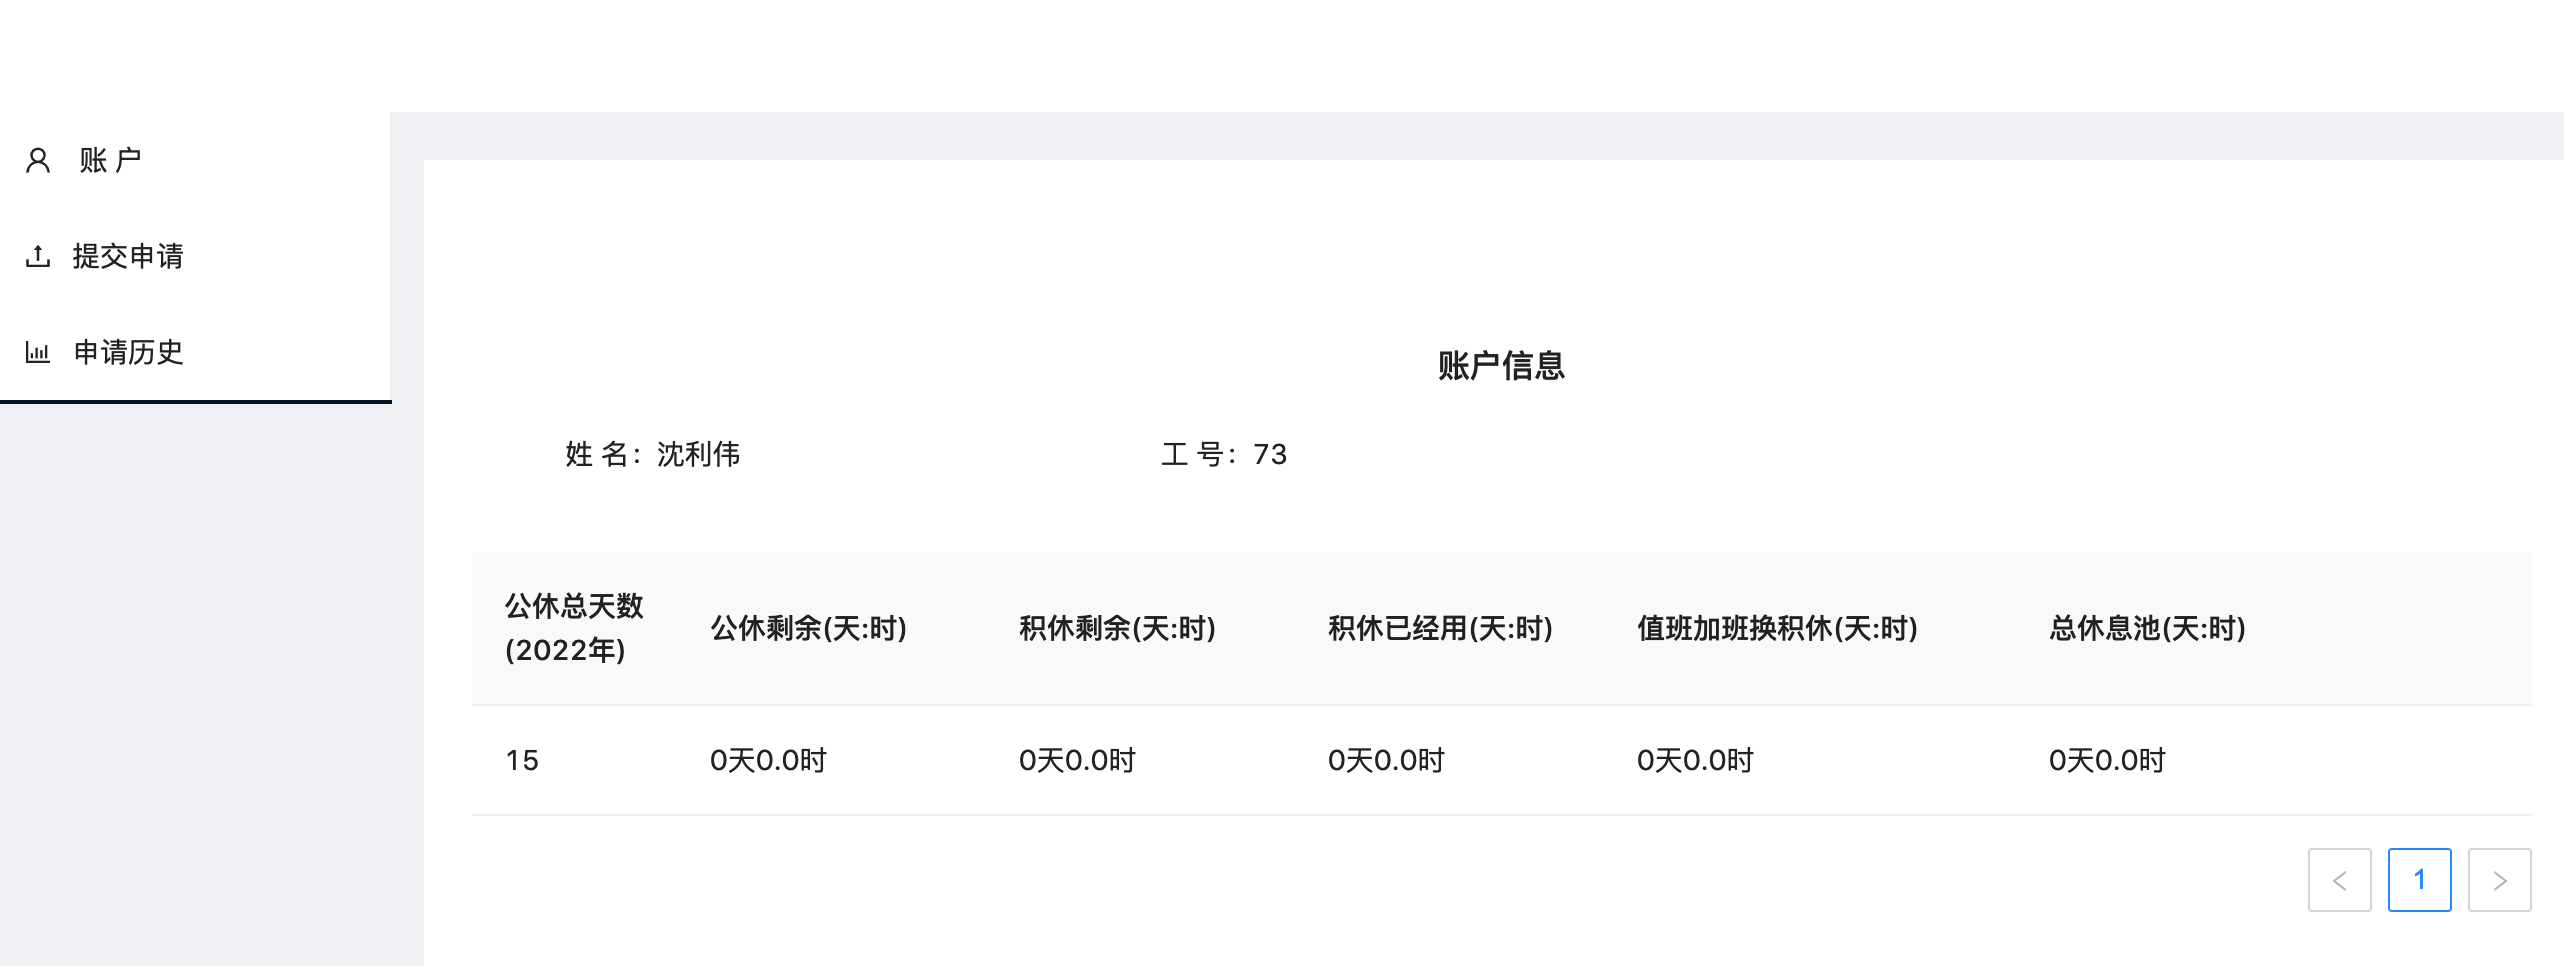 账 户
提交申请
申请历史
账户信息
姓 名：沈利伟 工 号：73
公休总天数
(2022年) 公休剩余(天:时) 积休剩余(天:时) 积休已经用(天:时) 值班加班换积休(天:时) 总休息池(天:时)
15 0天0.0时 0天0.0时 0天0.0时 0天0.0时 0天0.0时
1